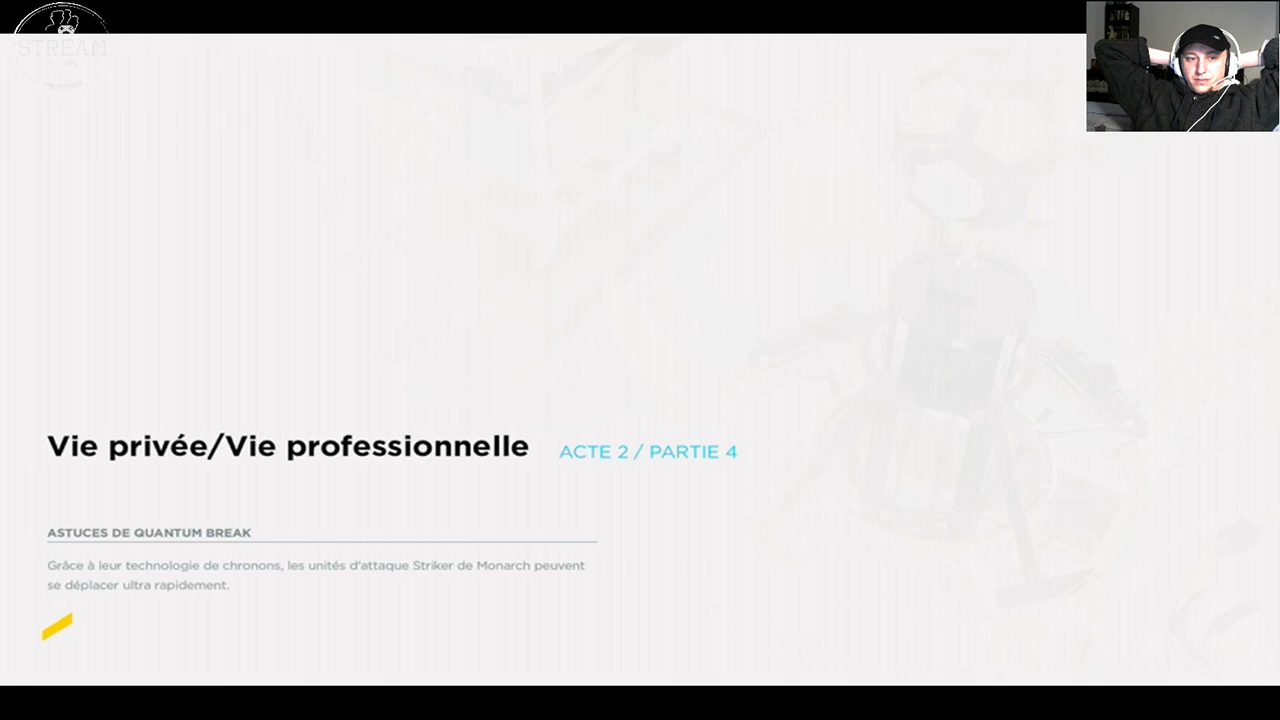 STREAM
Vie privée/Vie professionnelle ACTE 2 / PARTIE 4
ASTUCES DE QUANTUM BREAK
Grâce à leur technologie de chronons, les unités d'attaque Striker de Monarch peuvent
se déplacer ultra rapidement.